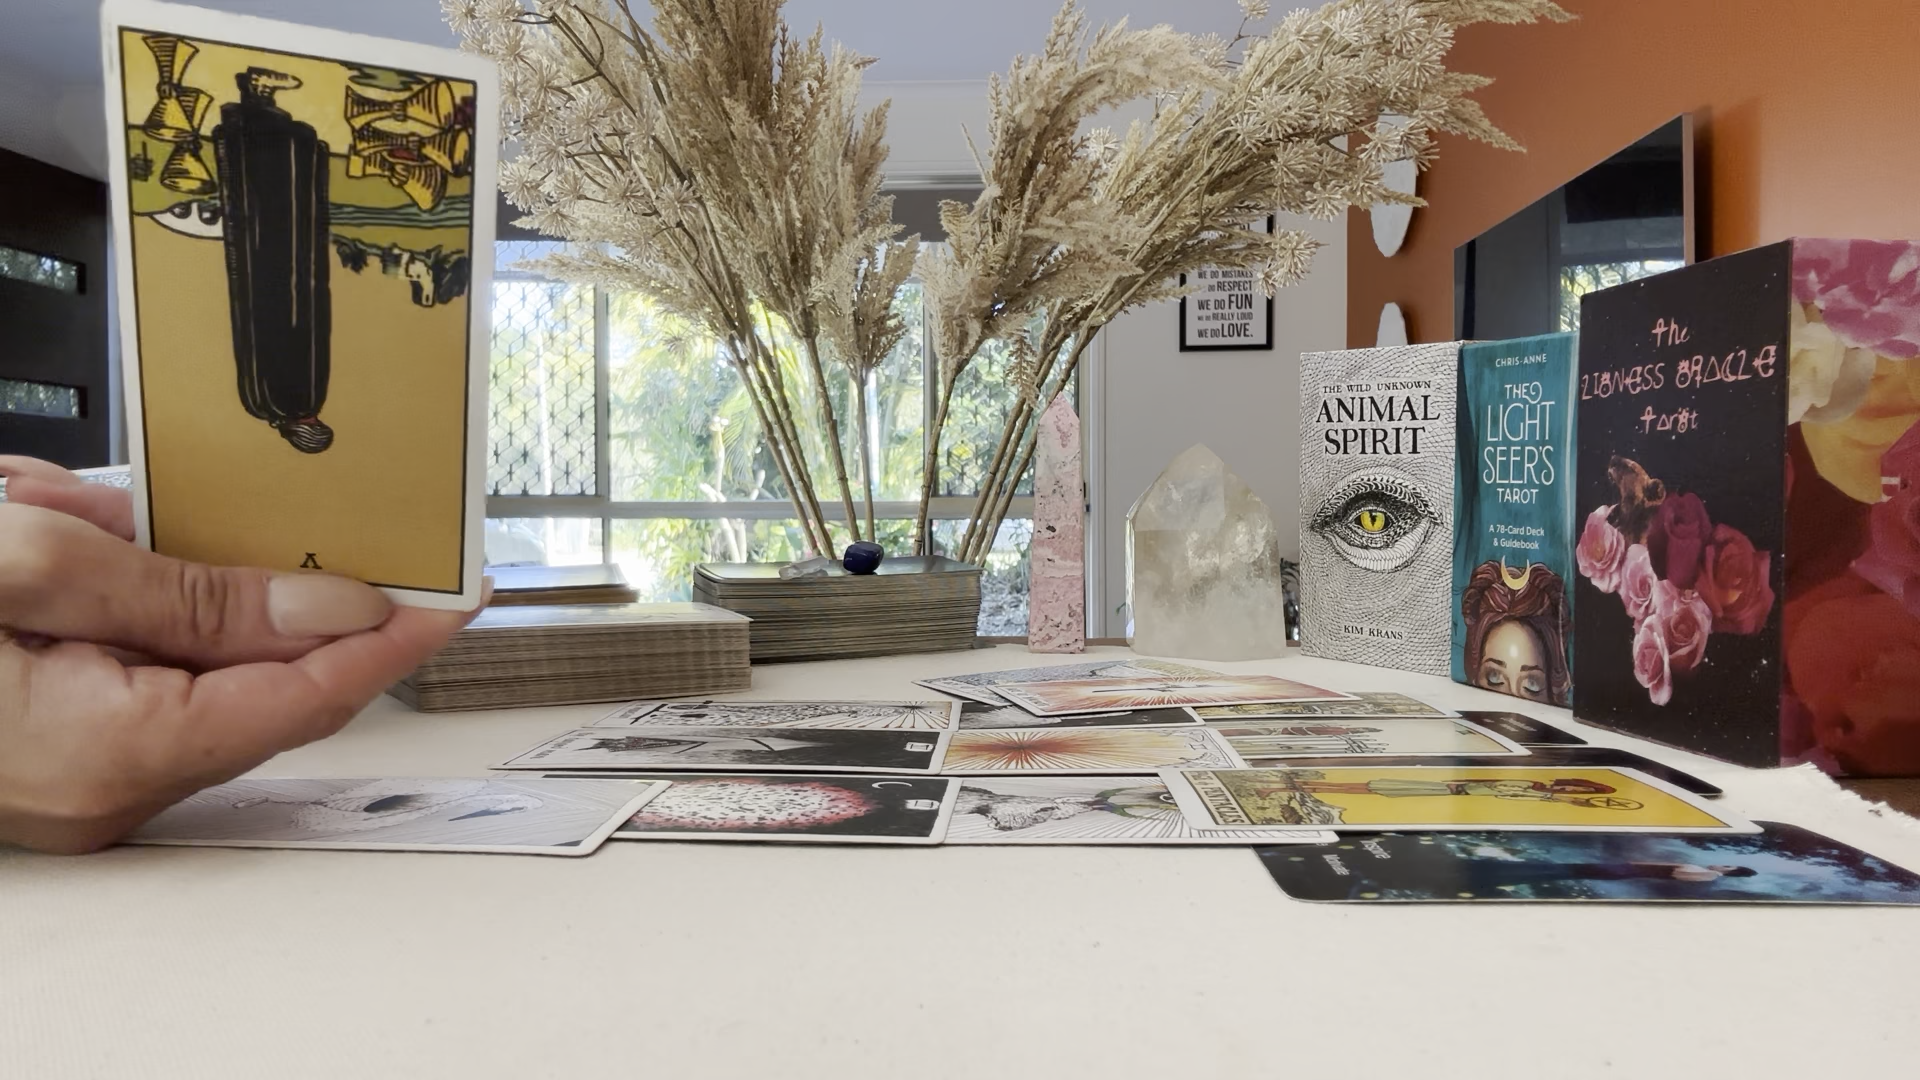 V
WE DO MISTAKES
DO RESPECT
WE DO FUN
WE DO REALLY LOUD
WE DO LOVE.
THE WILD UNKNOWN
ANIMAL
SPIRIT
KIM KRANS
CHRIS-ANNE
THE
LIGHT
SEER'S
TAROT
A 78-Card Deck
& Guidebook
The
LIONESS ORACLE
Tarot
Inspire